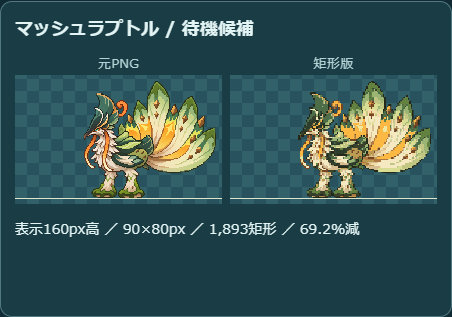 マッシュラプトル / 待機候補
元PNG
矩形版
表示160px高 ／ 90×80px ／ 1,893矩形 ／ 69.2%減